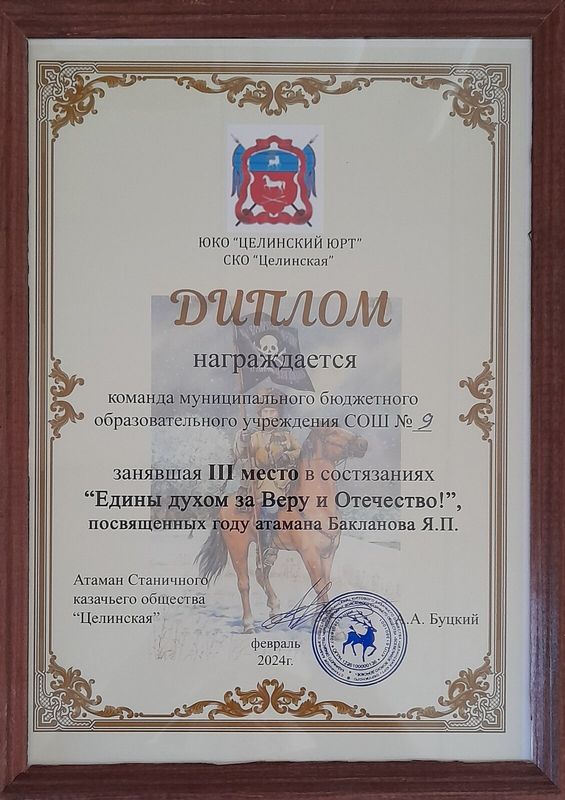 ЮКО "ЦЕЛИНСКИЙ ЮРТ"
СКО "Целинская"
ДИПЛОМ
награждается
команда муниципального бюджетного
образовательного учреждения СОШ № 9
занявшая III место в состязаниях
"Едины духом за Веру и Отечество!",
посвященных году атамана Бакланова Я.П.
Атаман Станичного
казачьего общества
"Целинская"
А.А. Буцкий
февраль
2024г.